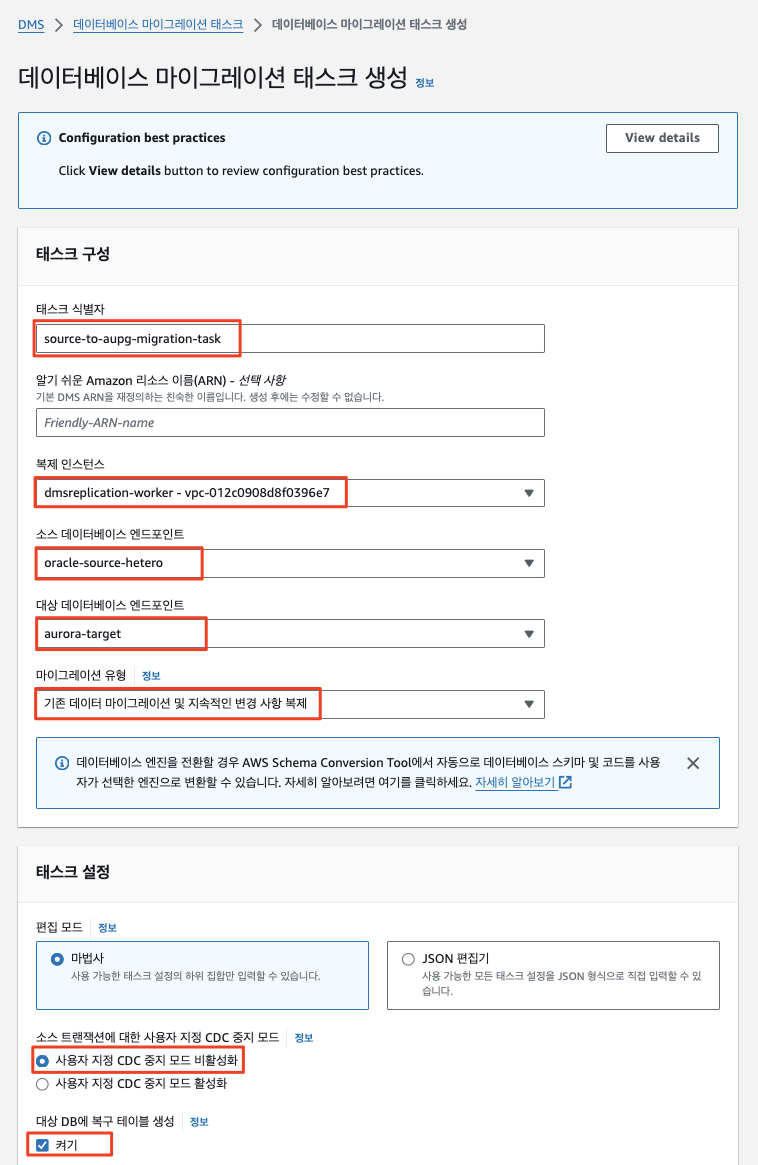 DMS > 데이터베이스 마이그레이션 태스크 > 데이터베이스 마이그레이션 태스크 생성
데이터베이스 마이그레이션 태스크 생성 정보
Configuration best practices
View details
Click View details button to review configuration best practices.
태스크 구성
태스크 식별자
source-to-aupg-migration-task
알기 쉬운 Amazon 리소스 이름(ARN) - 선택 사항
기본 DMS ARN을 재정의하는 친숙한 이름입니다. 생성 후에는 수정할 수 없습니다.
Friendly-ARN-name
복제 인스턴스
dmsreplication-worker - vpc-012c0908d8f0396e7
소스 데이터베이스 엔드포인트
oracle-source-hetero
대상 데이터베이스 엔드포인트
aurora-target
마이그레이션 유형 정보
기존 데이터 마이그레이션 및 지속적인 변경 사항 복제
데이터베이스 엔진을 전환할 경우 AWS Schema Conversion Tool에서 자동으로 데이터베이스 스키마 및 코드를 사용
자가 선택한 엔진으로 변환할 수 있습니다. 자세히 알아보려면 여기를 클릭하세요. 자세히 알아보기
태스크 설정
편집 모드 정보
마법사
사용 가능한 태스크 설정의 하위 집합만 입력할 수 있습니다.
JSON 편집기
사용 가능한 모든 태스크 설정을 JSON 형식으로 직접 입력할 수 있
습니다.
소스 트랜잭션에 대한 사용자 지정 CDC 중지 모드 정보
사용자 지정 CDC 중지 모드 비활성화
사용자 지정 CDC 중지 모드 활성화
대상 DB에 복구 테이블 생성 정보
켜기